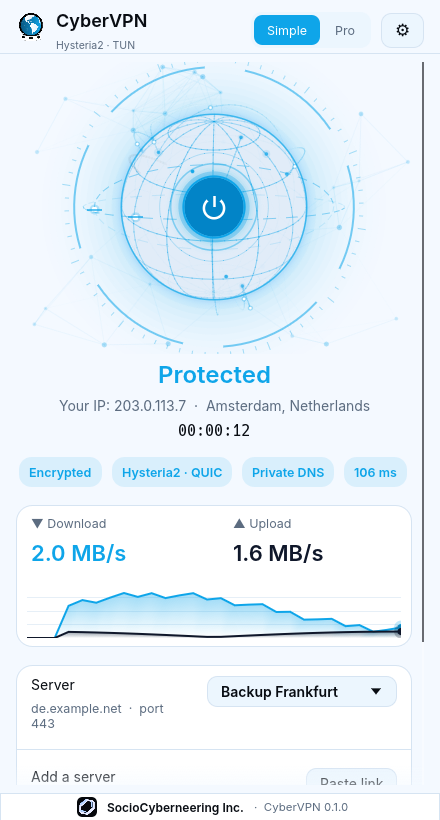 CyberVPN
Hysteria2 · TUN
Simple
Pro
Protected
Your IP: 203.0.113.7 · Amsterdam, Netherlands
00:00:12
Encrypted
Hysteria2 · QUIC
Private DNS
106 ms
▼ Download
▲ Upload
2.0 MB/s
1.6 MB/s
Server
de.example.net · port
443
Backup Frankfurt
Add a server
Paste link
SocioCyberneering Inc. · CyberVPN 0.1.0